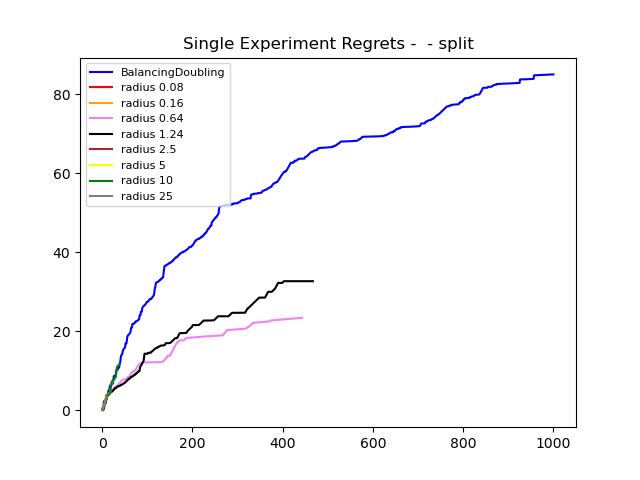 Single Experiment Regrets -  - split
BalancingDoubling
radius 0.08
radius 0.16
radius 0.64
radius 1.24
radius 2.5
radius 5
radius 10
radius 25
80
60
40
20
0
0 200 400 600 800 1000